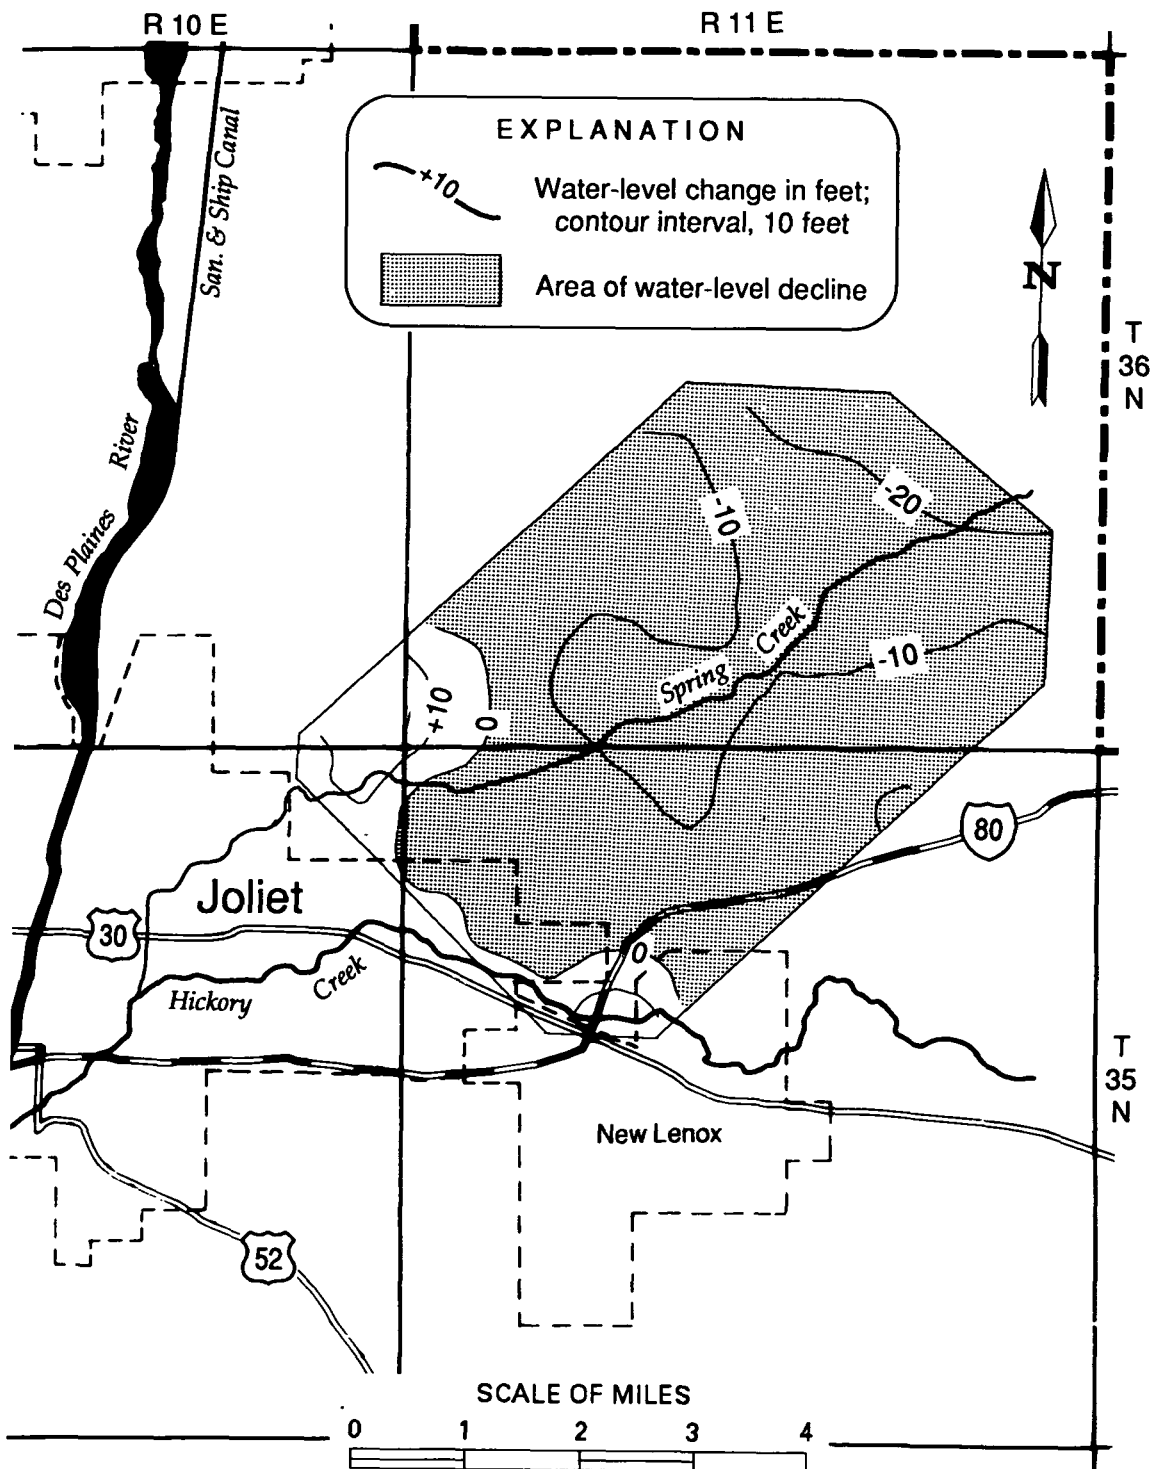 R 10 E
R 11 E
EXPLANATION
+10
Water-level change in feet;
contour interval, 10 feet
Area of water-level decline
San. & Ship Canal
N
T
36
N
River
Des Plaines
-20
-10
Creek
Spring
-10
+10
0
80
Joliet
30
0
Creek
Hickory
T
35
N
New Lenox
52
SCALE OF MILES
0 1 2 3 4